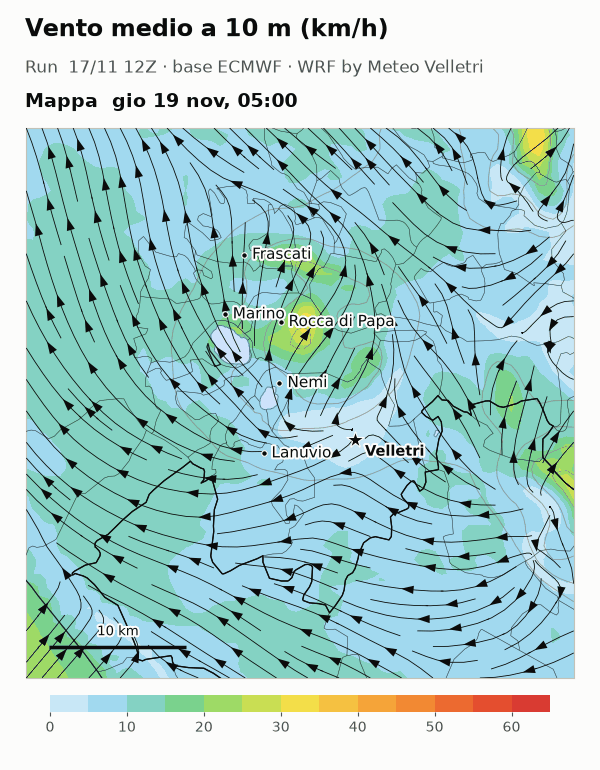 Vento medio a 10 m (km/h)
Run 17/11 12Z · base ECMWF · WRF by Meteo Velletri
Mappa gio 19 nov, 05:00
Frascati
Marino
Rocca di Papa
Nemi
Velletri
Lanuvio
10 km
0 10 20 30 40 50 60